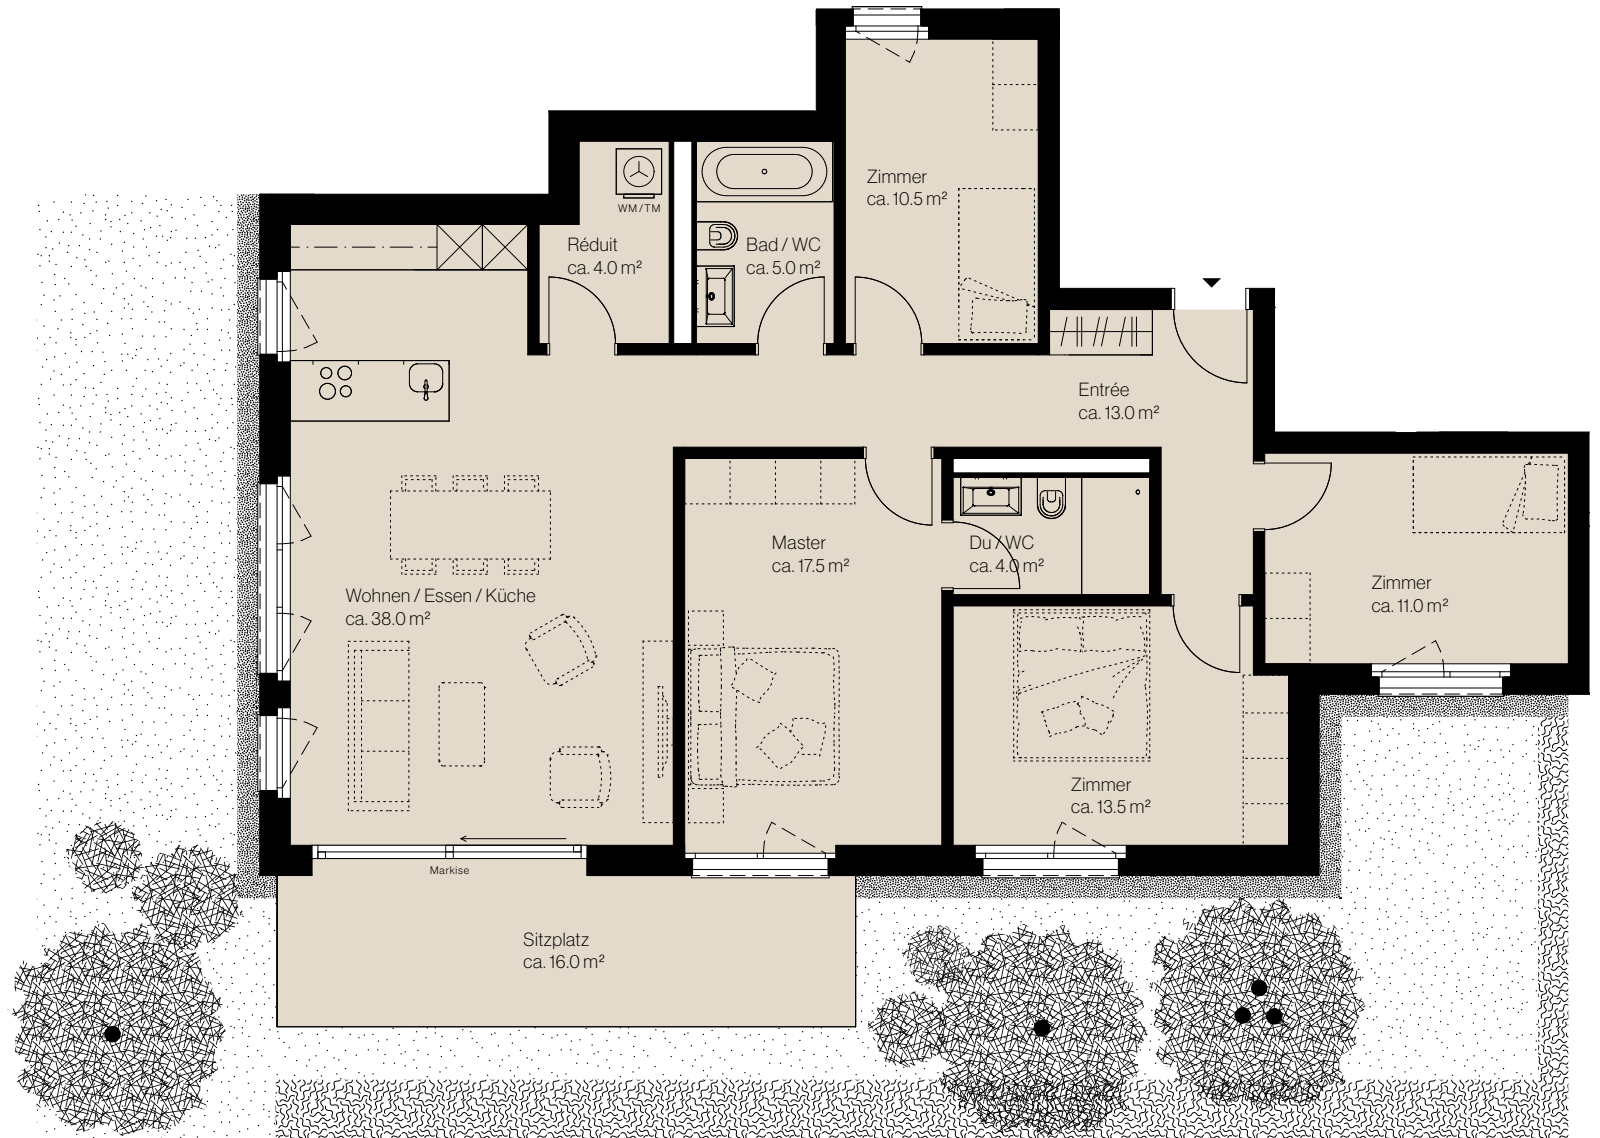 Zimmer
ca. 10.5 m²
WM / TM
Réduit
ca. 4.0 m²
Bad / WC
ca. 5.0 m²
Entrée
ca. 13.0 m²
Master
ca. 17.5 m²
Du / WC
ca. 4.0 m²
Zimmer
ca. 11.0 m²
Wohnen / Essen / Küche
ca. 38.0 m²
Zimmer
ca. 13.5 m²
Markise
Sitzplatz
ca. 16.0 m²